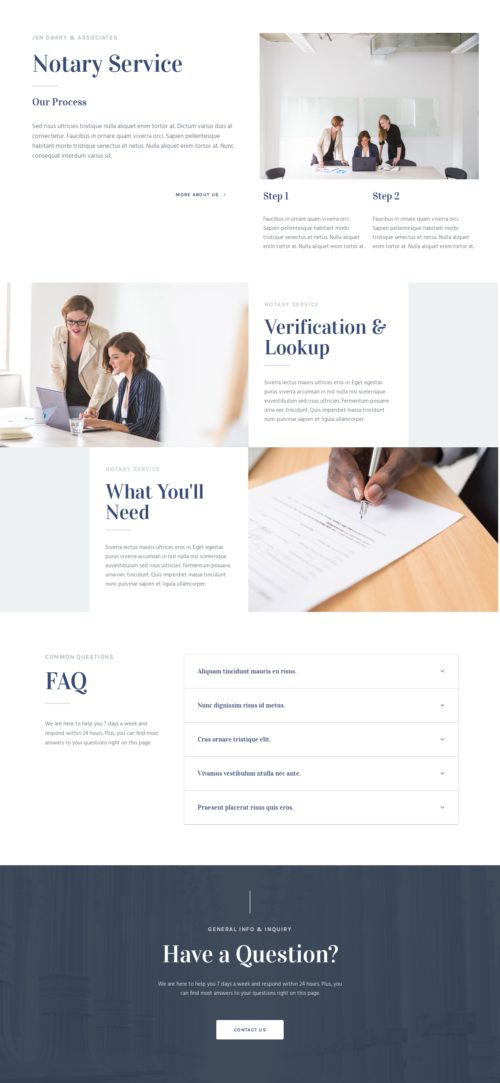 JEN DARRY & ASSOCIATES
Notary Service
Our Process
Sed risus ultricies tristique nulla aliquet enim tortor at. Dictum varius duis at
consectetur. Faucibus in ornare quam viverra orci. Sapien pellentesque
habitant morbi tristique senectus et netus. Nulla aliquet enim tortor at. Nunc
consequat interdum varius sit.
MORE ABOUT US
Step 1
Faucibus in ornare quam viverra orci.
Sapien pellentesque habitant morbi
tristique senectus et netus. Nulla aliquet
enim tortor at. Nulla aliquet enim tortor at.
Step 2
Faucibus in ornare quam viverra orci.
Sapien pellentesque habitant morbi
tristique senectus et netus. Nulla aliquet
enim tortor at. Nulla aliquet enim tortor at.
NOTARY SERVICE
Verification &
Lookup
Siverra lectus mauris ultrices eros in. Eget egestas
purus viverra accumsan in nisl nulla nisi scelerisque
euvestibulum sed risus ultricies. Fermentum posuere
urna nec tincidunt. Quis imperdiet massa tincidunt
nunc pulvinar sapien et ligula ullamcorper.
NOTARY SERVICE
What You'll
Need
Siverra lectus mauris ultrices eros in. Eget egestas
purus viverra accumsan in nisl nulla nisi scelerisque
euvestibulum sed risus ultricies. Fermentum posuere
urna nec tincidunt. Quis imperdiet massa tincidunt
nunc pulvinar sapien et ligula ullamcorper.
COMMON QUESTIONS
FAQ
We are here to help you 7 days a week and
respond within 24 hours. Plus, you can find most
answers to your questions right on this page.
Aliquam tincidunt mauris eu risus.
Nunc dignissim risus id metus.
Cras ornare tristique elit.
Vivamus vestibulum ntulla nec ante.
Praesent placerat risus quis eros.
GENERAL INFO & INQUIRY
Have a Question?
We are here to help you 7 days a week and respond within 24 hours. Plus, you
can find most answers to your questions right on this page.
CONTACT US